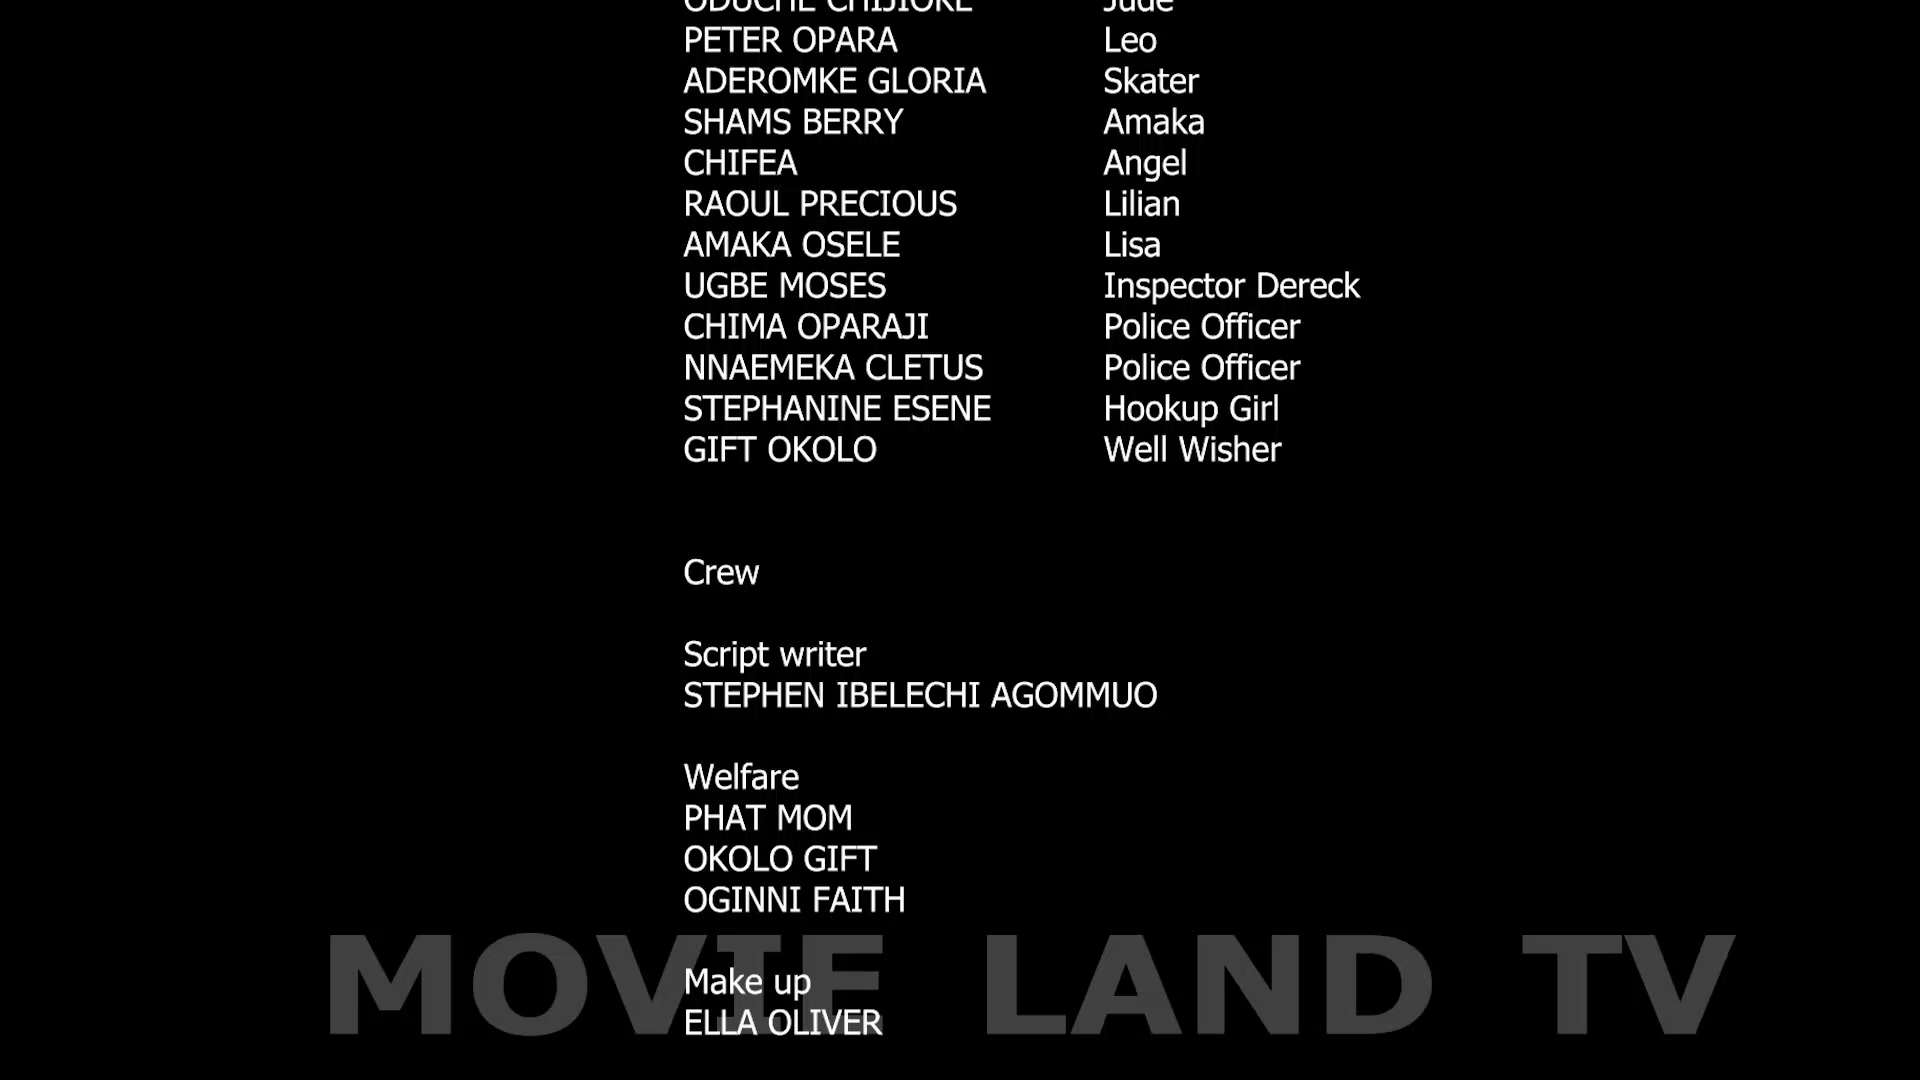 ODUCHE CHIJIOKE Jude
PETER OPARA Leo
ADEROMKE GLORIA Skater
SHAMS BERRY Amaka
CHIFEA Angel
RAOUL PRECIOUS Lilian
AMAKA OSELE Lisa
UGBE MOSES Inspector Dereck
CHIMA OPARAJI Police Officer
NNAEMEKA CLETUS Police Officer
STEPHANINE ESENE Hookup Girl
GIFT OKOLO Well Wisher
Crew
Script writer
STEPHEN IBELECHI AGOMMUO
Welfare
PHAT MOM
OKOLO GIFT
OGINNI FAITH
Make up
ELLA OLIVER
MOVIE LAND TV